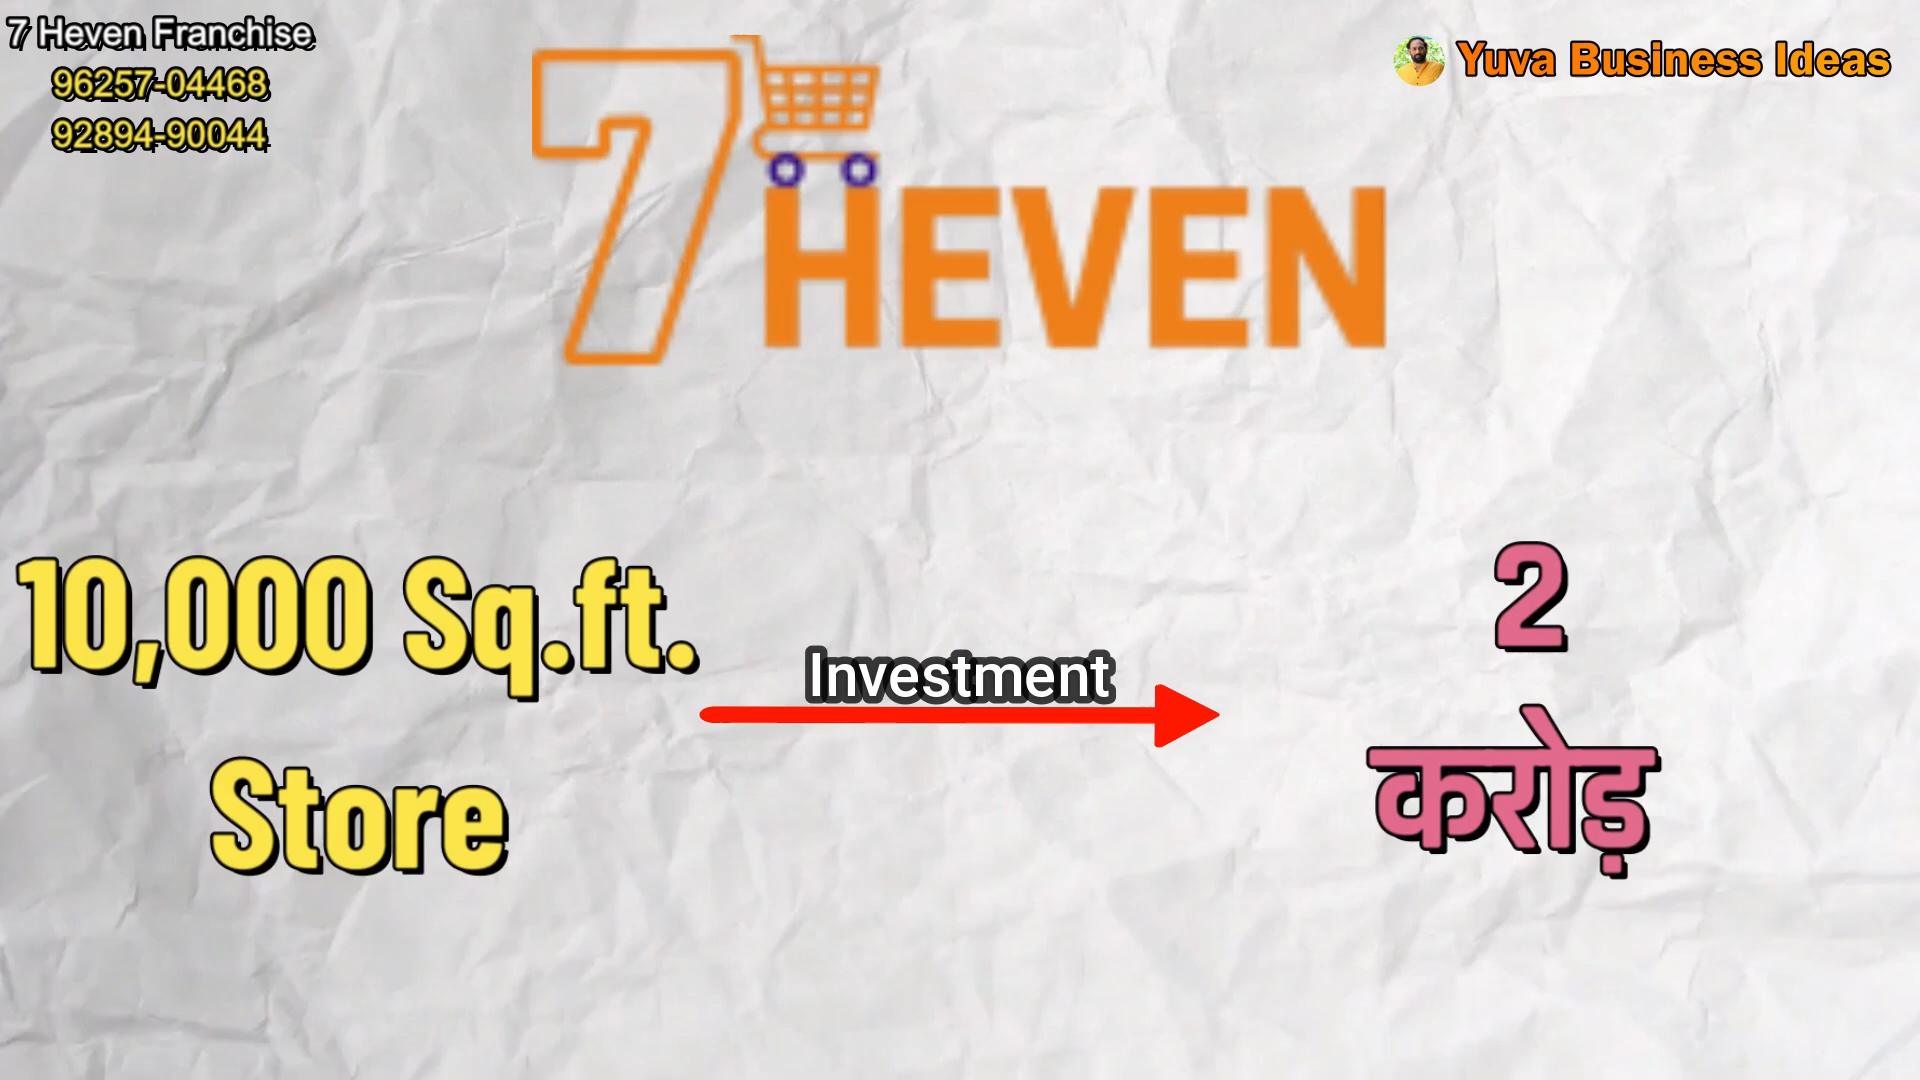 7 Heven Franchise
96257-04468
92894-90044
Yuva Business Ideas
7 HEVEN
10,000 Sq.ft.
Store
Investment
2
करोड़